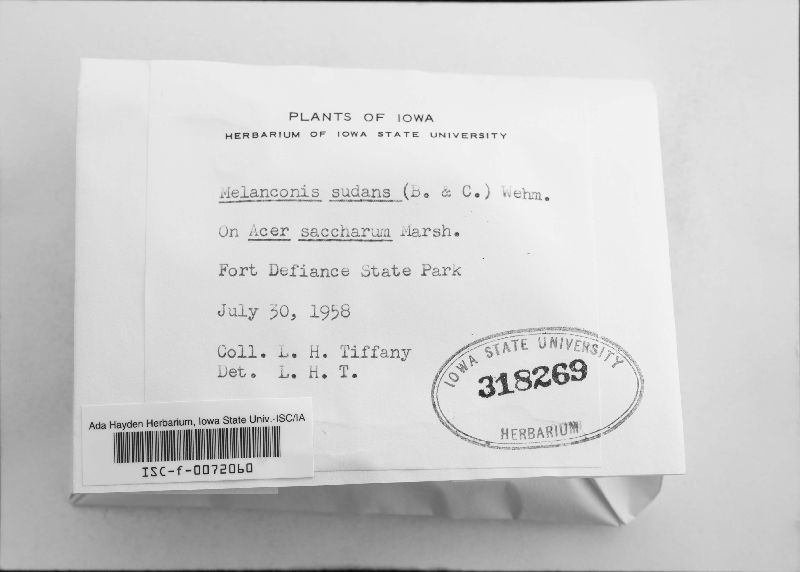 PLANTS OF IOWA
HERBARIUM OF IOWA STATE UNIVERSITY
Melanconis sudans (B. & C.) Wehm.
On Acer saccharum Marsh.
Fort Defiance State Park
July 30, 1958
Coll. L. H. Tiffany
Det. L. H. T.
IOWA STATE UNIVERSITY
318269
HERBARIUM
Ada Hayden Herbarium, Iowa State Univ.-ISC/IA
ISC-f-0072060